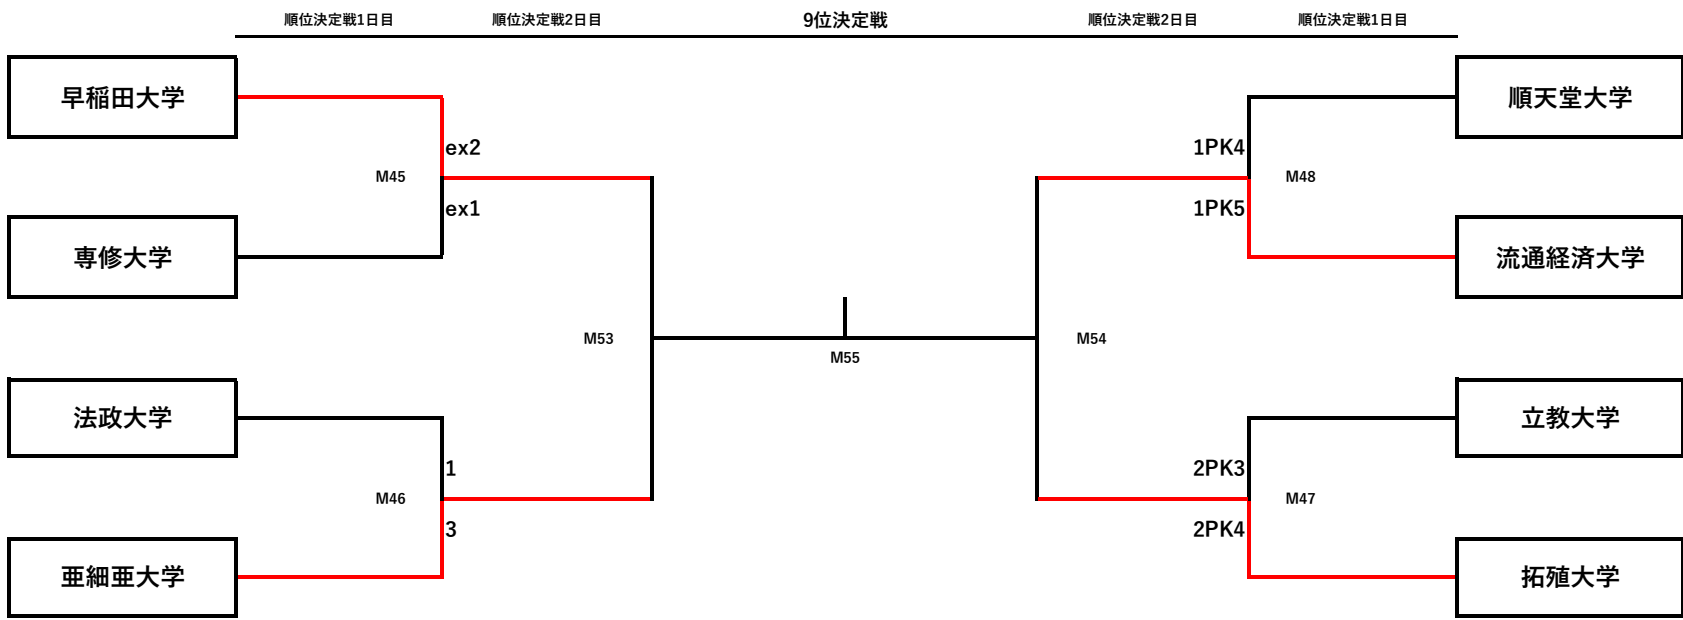 順位決定戦1日目
順位決定戦2日目
9位決定戦
順位決定戦2日目
順位決定戦1日目
早稲田大学
順天堂大学
ex2
1PK4
M45
M48
ex1
1PK5
専修大学
流通経済大学
M53
M54
M55
法政大学
立教大学
1
2PK3
M46
M47
3
2PK4
亜細亜大学
拓殖大学